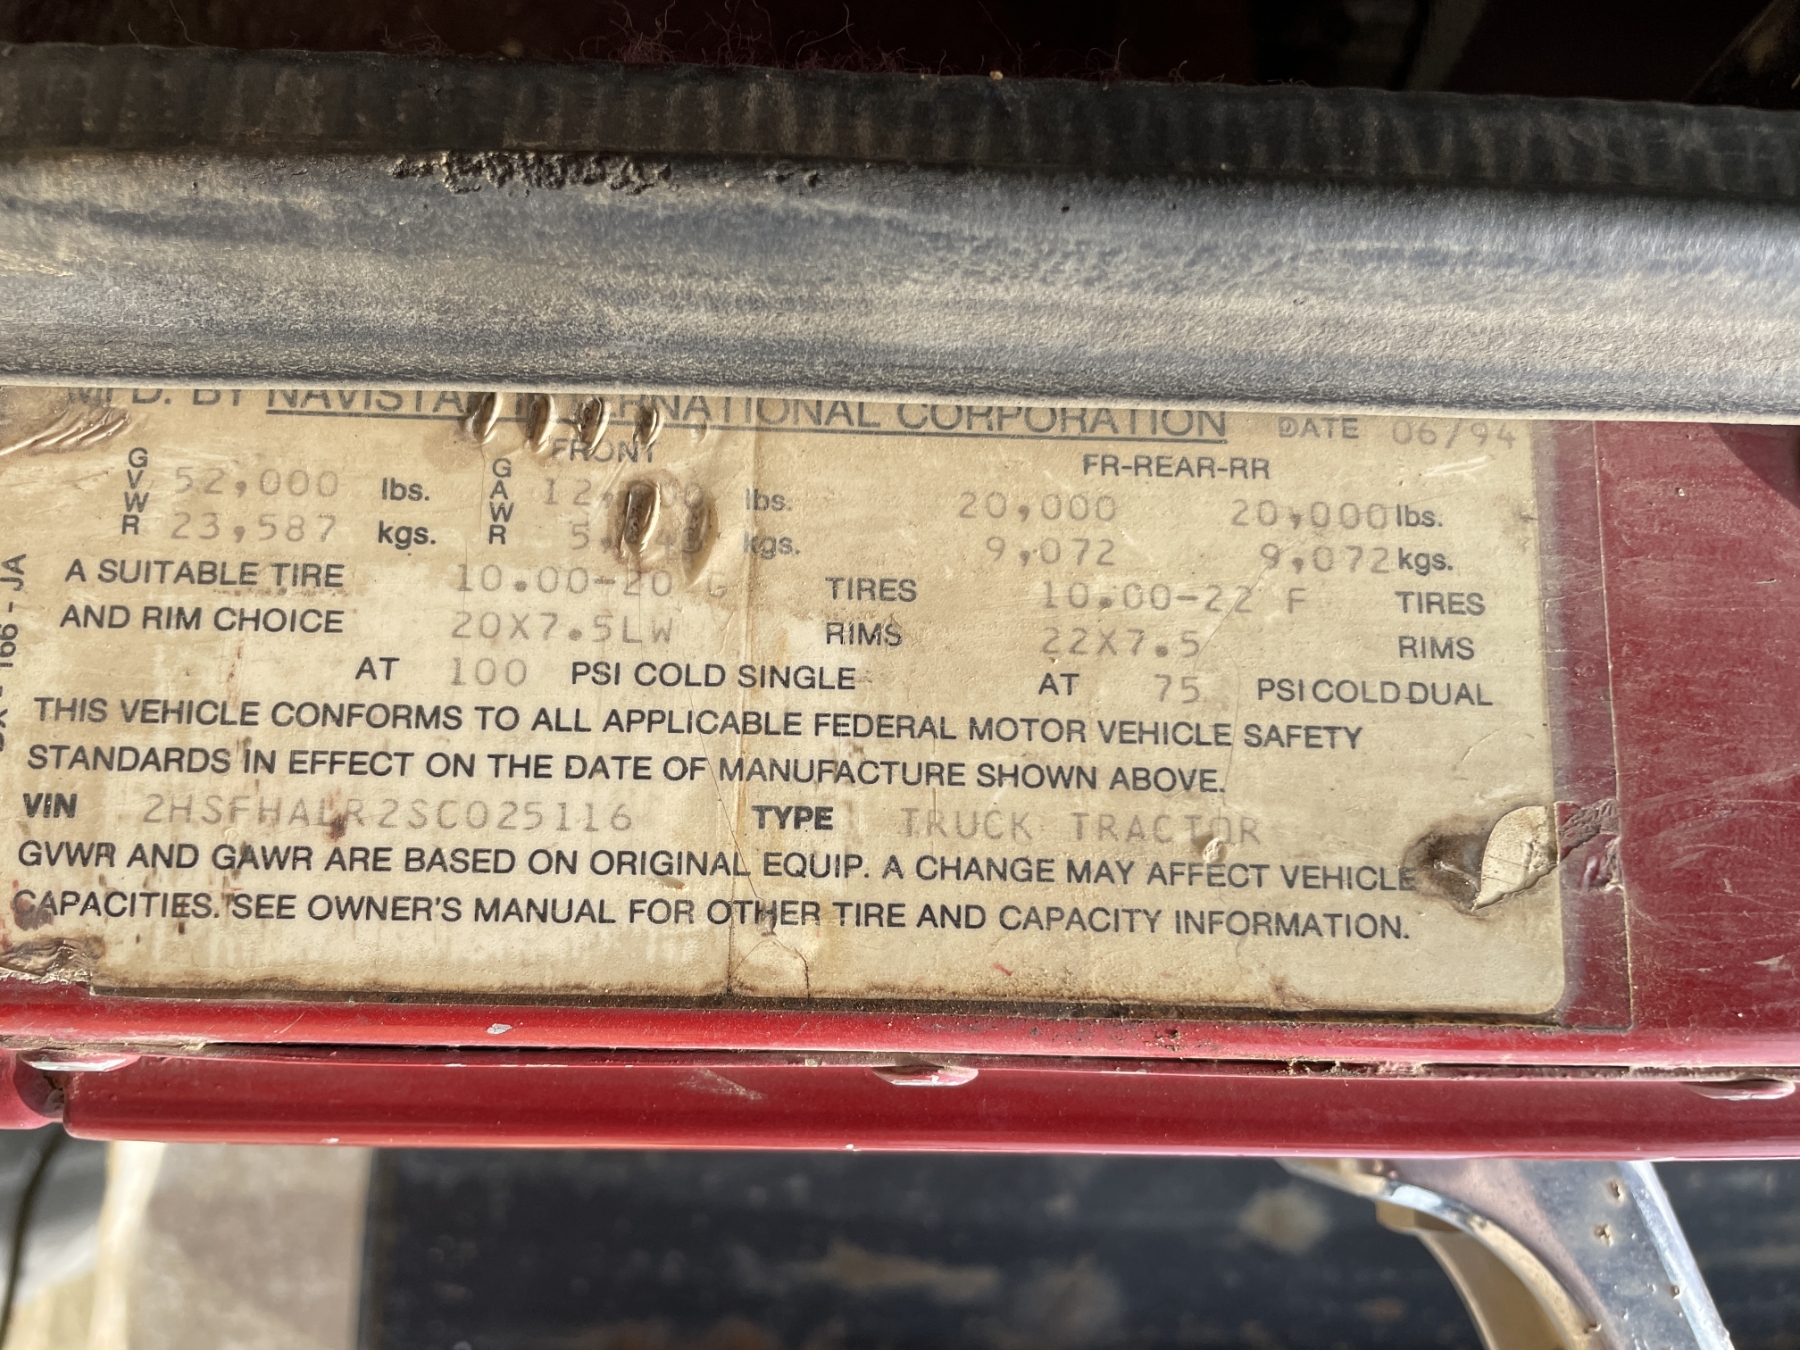 MFD. BY NAVISTAR INTERNATIONAL CORPORATION DATE 06/94
FRONT FR-REAR-RR
GVWR 52,000 lbs. GAWR lbs. 20,000 20,000 lbs.
23,587 kgs. kgs. 9,072 9,072 kgs.
A SUITABLE TIRE 10.00-20 G TIRES 10.00-22 F TIRES
AND RIM CHOICE 20X7.5LW RIMS 22X7.5 RIMS
AT 100 PSI COLD SINGLE AT 75 PSI COLD DUAL
THIS VEHICLE CONFORMS TO ALL APPLICABLE FEDERAL MOTOR VEHICLE SAFETY
STANDARDS IN EFFECT ON THE DATE OF MANUFACTURE SHOWN ABOVE.
VIN 2HSFHALR2SC025116 TYPE TRUCK TRACTOR
GVWR AND GAWR ARE BASED ON ORIGINAL EQUIP. A CHANGE MAY AFFECT VEHICLE
CAPACITIES. SEE OWNER'S MANUAL FOR OTHER TIRE AND CAPACITY INFORMATION.